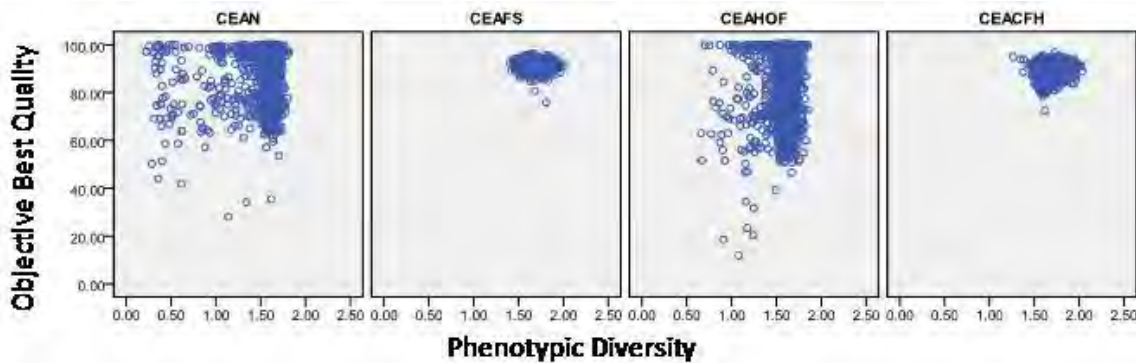 CEAN CEAFS CEAHOF CEACFH
Objective Best Quality
100.00
80.00
60.00
40.00
20.00
0.00
0.00 0.50 1.00 1.50 2.00 2.50 0.00 0.50 1.00 1.50 2.00 2.50 0.00 0.50 1.00 1.50 2.00 2.50 0.00 0.50 1.00 1.50 2.00 2.50
Phenotypic Diversity